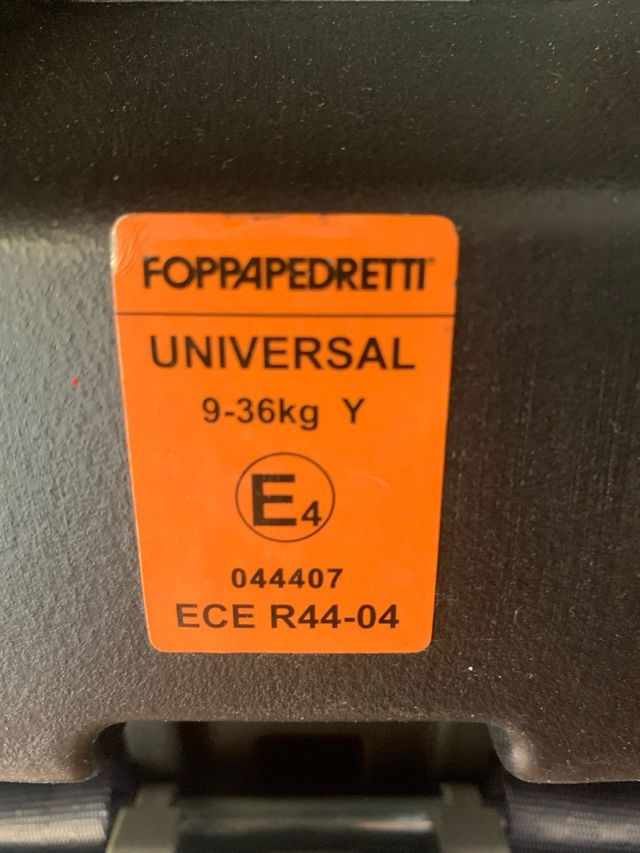 FOPPAPEDRETTI
UNIVERSAL
9-36kg Y
E4
044407
ECE R44-04